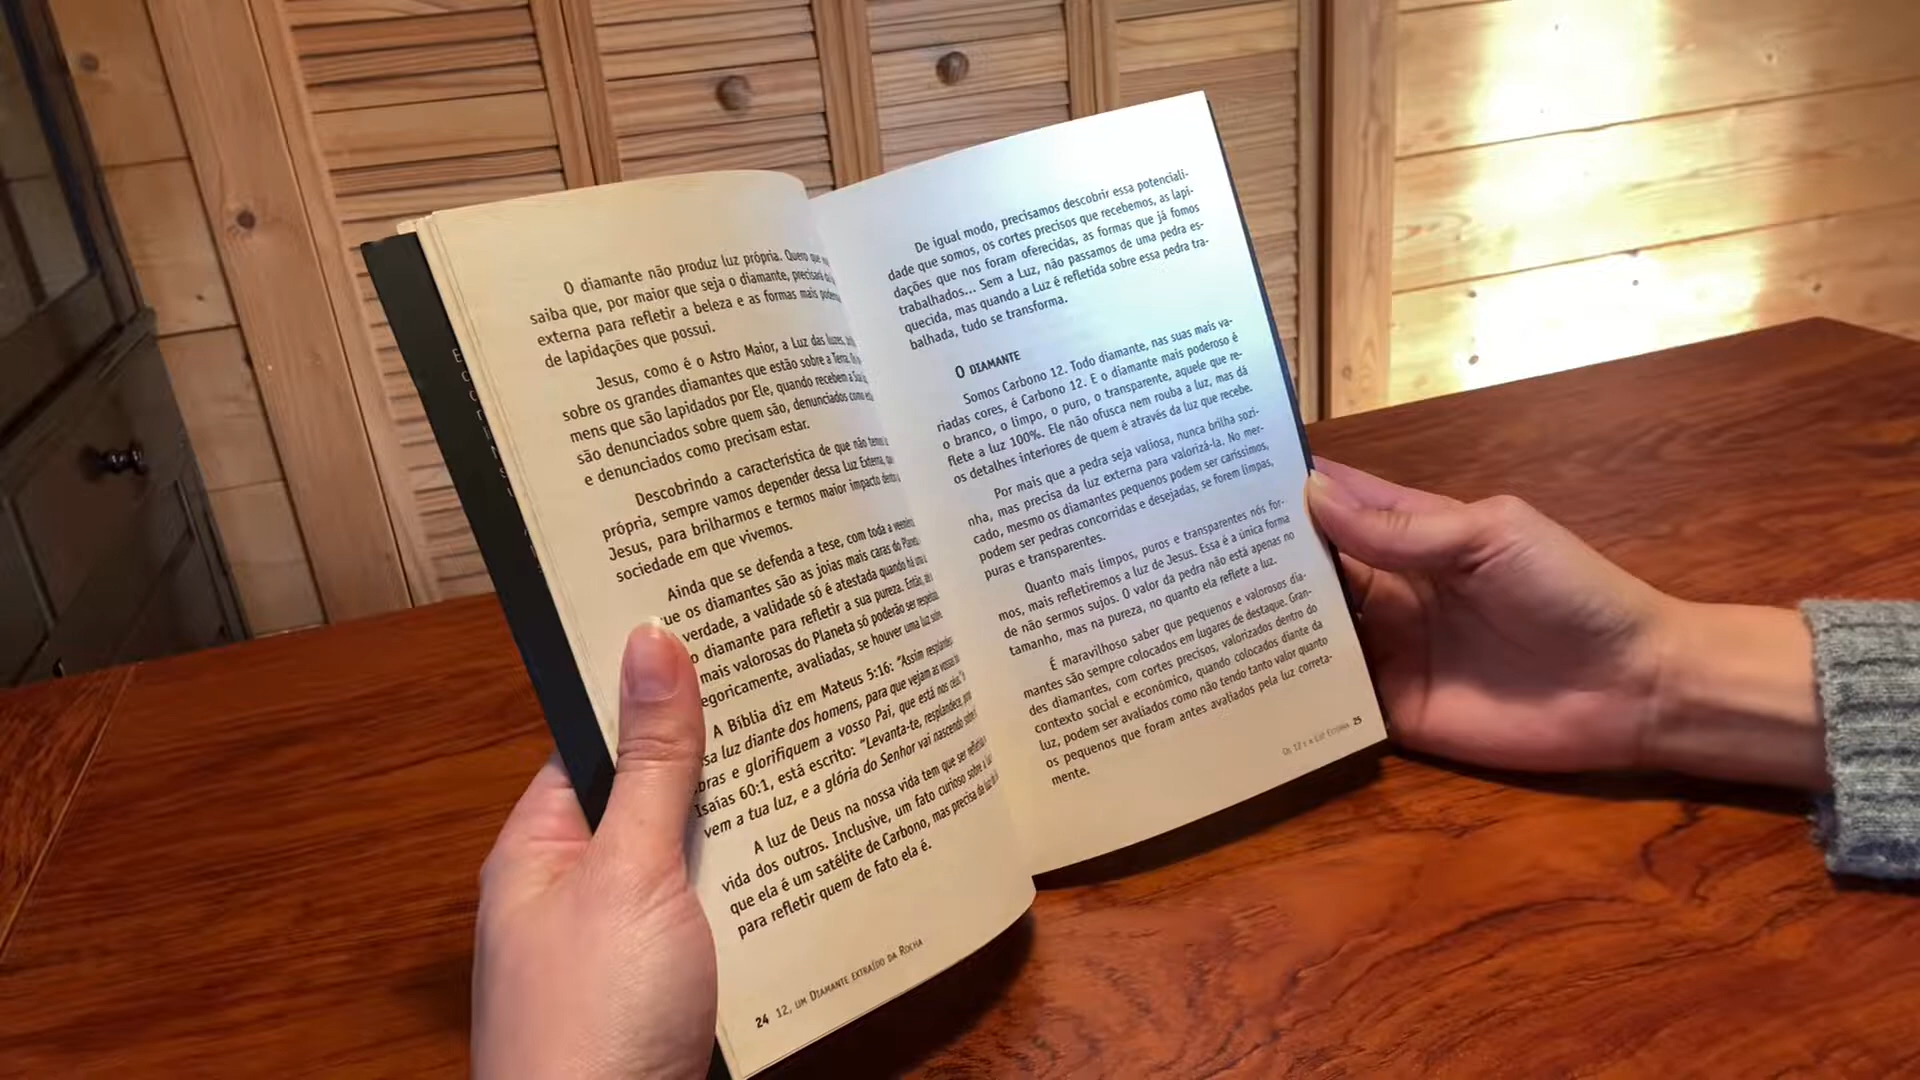 O diamante não produz luz própria. Quero que
saiba que, por maior que seja o diamante, precisará
externa para refletir a beleza e as formas mais
de lapidações que possui.
Jesus, como é o Astro Maior, a Luz das luzes,
sobre os grandes diamantes que estão sobre a Terra.
mens que são lapidados por Ele, quando recebem a Sua
são denunciados sobre quem são, denunciados como
e denunciados como precisam estar.
Descobrindo a característica de que não temos
própria, sempre vamos depender dessa Luz Externa,
Jesus, para brilharmos e termos maior impacto
sociedade em que vivemos.
Ainda que se defenda a tese, com toda a
que os diamantes são as joias mais caras do
verdade, a validade só é atestada quando há
o diamante para refletir a sua pureza. Então,
mais valorosas do Planeta só poderão ser
egoricamente, avaliadas, se houver uma luz
A Bíblia diz em Mateus 5:16: “Assim
sa luz diante dos homens, para que vejam as vossas
bras e glorifiquem a vosso Pai, que está nos céus.”
Isaías 60:1, está escrito: “Levanta-te, resplandece,
vem a tua luz, e a glória do Senhor vai nascendo
A luz de Deus na nossa vida tem que ser
vida dos outros. Inclusive, um fato curioso sobre a
que ela é um satélite de Carbono, mas precisa da
para refletir quem de fato ela é.
24 12, um Diamante extraído da Rocha
De igual modo, precisamos descobrir essa potenciali-
dade que somos, os cortes precisos que recebemos, as lapi-
dações que nos foram oferecidas, as formas que já fomos
trabalhados... Sem a Luz, não passamos de uma pedra es-
quecida, mas quando a Luz é refletida sobre essa pedra tra-
balhada, tudo se transforma.
O diamante
Somos Carbono 12. Todo diamante, nas suas mais va-
riadas cores, é Carbono 12. E o diamante mais poderoso é
o branco, o limpo, o puro, o transparente, aquele que re-
flete a luz 100%. Ele não ofusca nem rouba a luz, mas dá
os detalhes interiores de quem é através da luz que recebe.
Por mais que a pedra seja valiosa, nunca brilha sozi-
nha, mas precisa da luz externa para valorizá-la. No mer-
cado, mesmo os diamantes pequenos podem ser caríssimos,
podem ser pedras concorridas e desejadas, se forem limpas,
puras e transparentes.
Quanto mais limpos, puros e transparentes nós for-
mos, mais refletiremos a luz de Jesus. Essa é a única forma
de não sermos sujos. O valor da pedra não está apenas no
tamanho, mas na pureza, no quanto ela reflete a luz.
É maravilhoso saber que pequenos e valorosos dia-
mantes são sempre colocados em lugares de destaque. Gran-
des diamantes, com cortes precisos, valorizados dentro do
contexto social e econômico, quando colocados diante da
luz, podem ser avaliados como não tendo tanto valor quanto
os pequenos que foram antes avaliados pela luz correta-
mente.
Os 12 e a Luz Externa 25